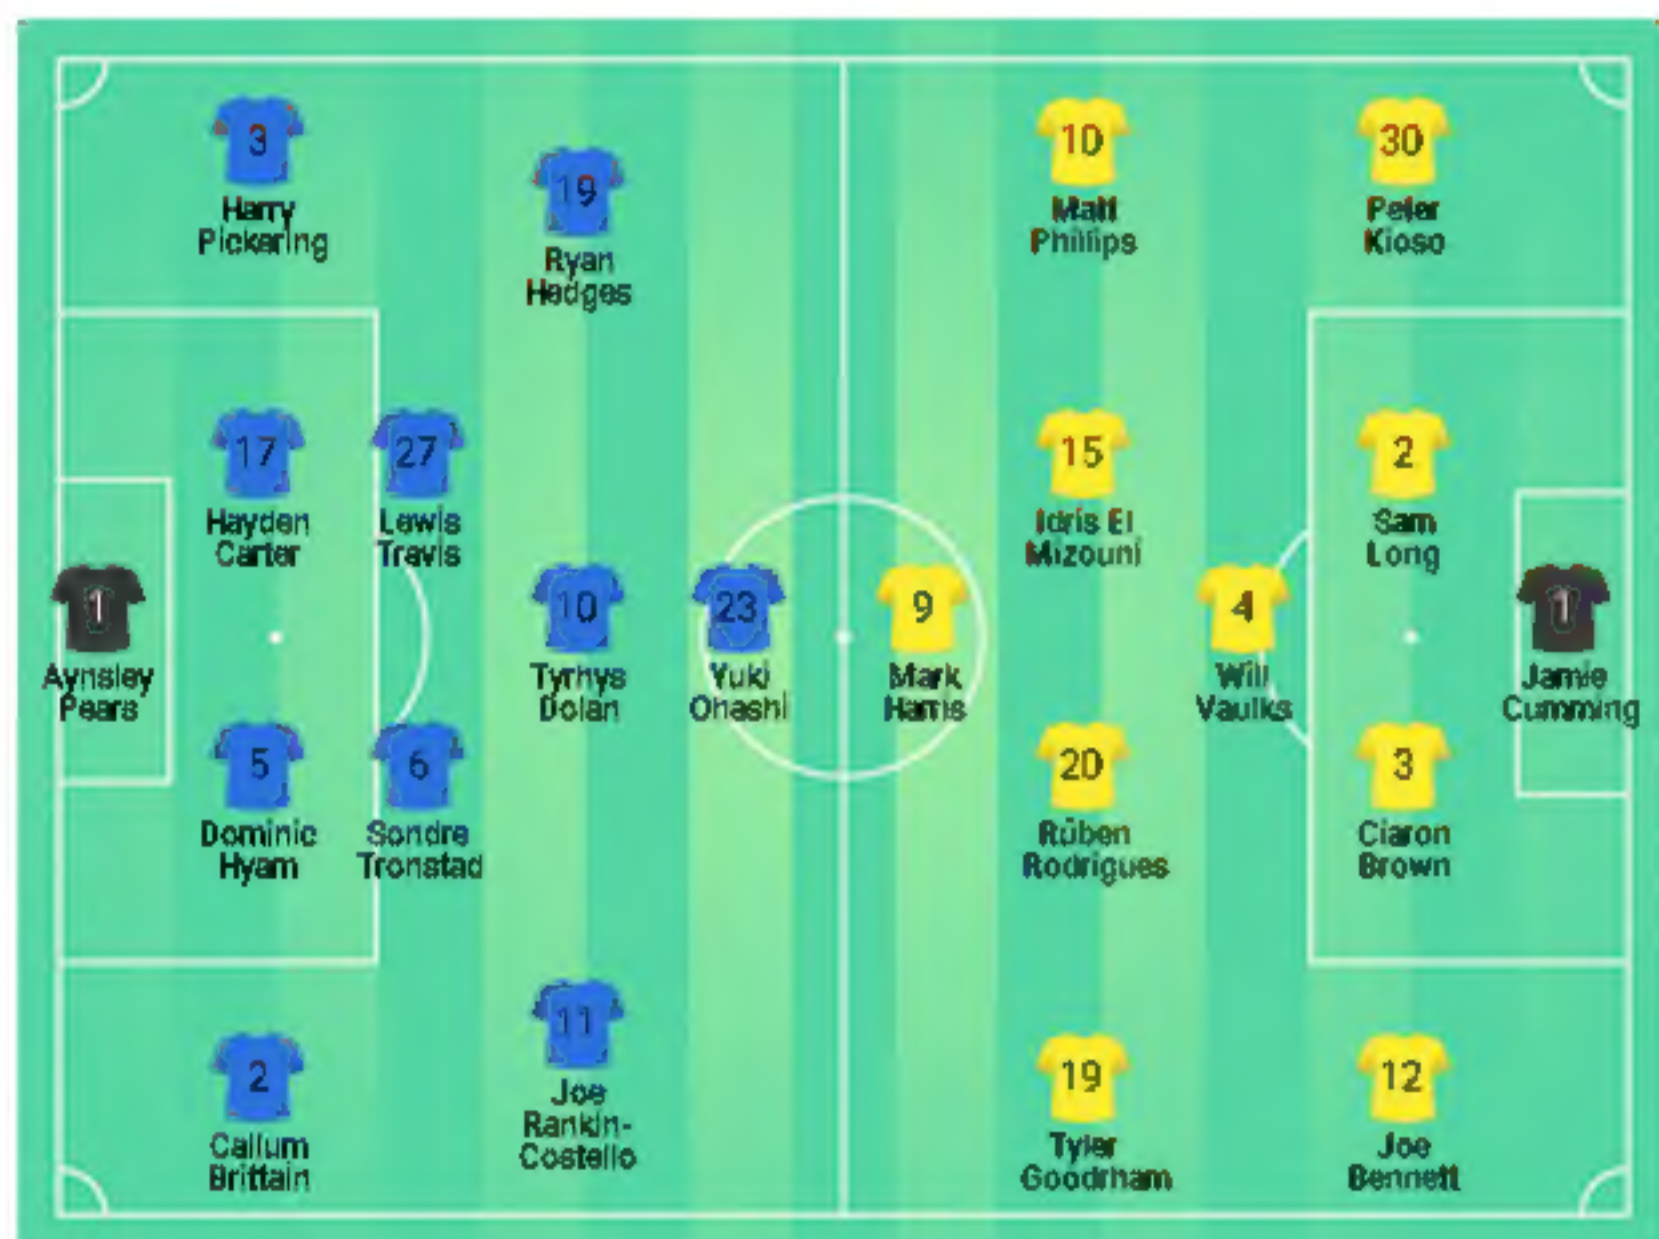 3
Harry
Pickering
19
Ryan
Hedges
10
Matt
Phillips
30
Peter
Kioso
17
Hayden
Carter
27
Lewis
Travis
15
Idris El
Mizouni
2
Sam
Long
1
Aynsley
Pears
10
Tyrhys
Dolan
23
Yuki
Ohashi
9
Mark
Harris
4
Will
Vaulks
1
Jamie
Cumming
5
Dominic
Hyam
6
Sondre
Tronstad
20
Rúben
Rodrigues
3
Ciaron
Brown
2
Callum
Brittain
11
Joe
Rankin-
Costello
19
Tyler
Goodrham
12
Joe
Bennett